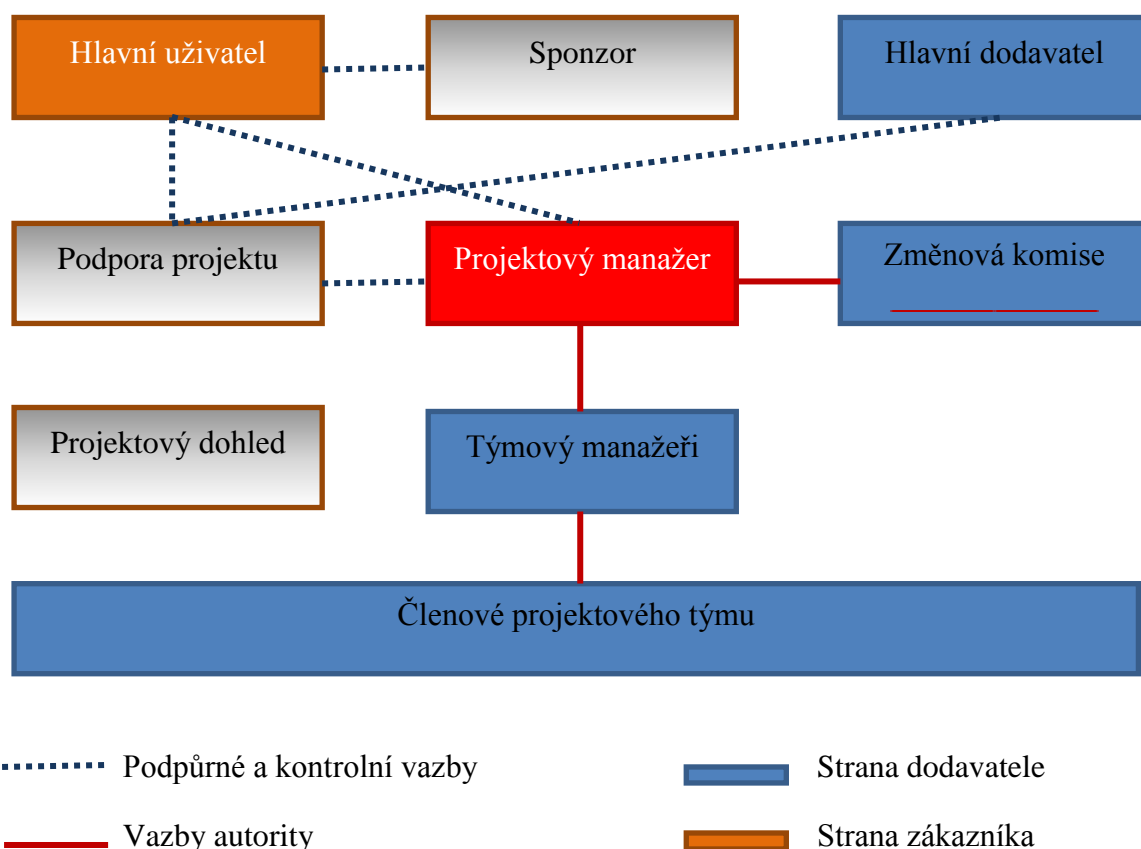 Hlavní uživatel
Sponzor
Hlavní dodavatel
Podpora projektu
Projektový manažer
Změnová komise
Projektový dohled
Týmový manažeři
Členové projektového týmu
Podpůrné a kontrolní vazby
Strana dodavatele
Vazby autority
Strana zákazníka